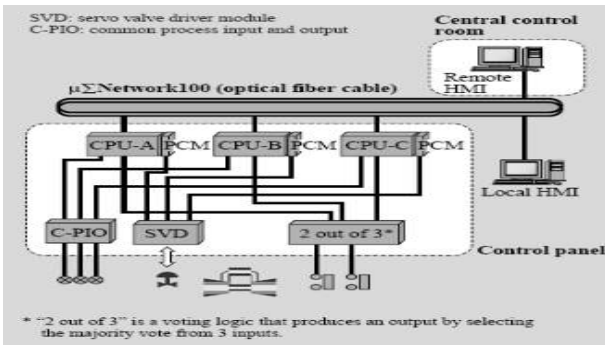 SVD: servo valve driver module
C-PIO: common process input and output
Central control
room
Remote
HMI
μΣNetwork100 (optical fiber cable)
CPU-A PCM CPU-B PCM CPU-C PCM
Local HMI
C-PIO SVD 2 out of 3*
Control panel
* "2 out of 3" is a voting logic that produces an output by selecting
the majority vote from 3 inputs.